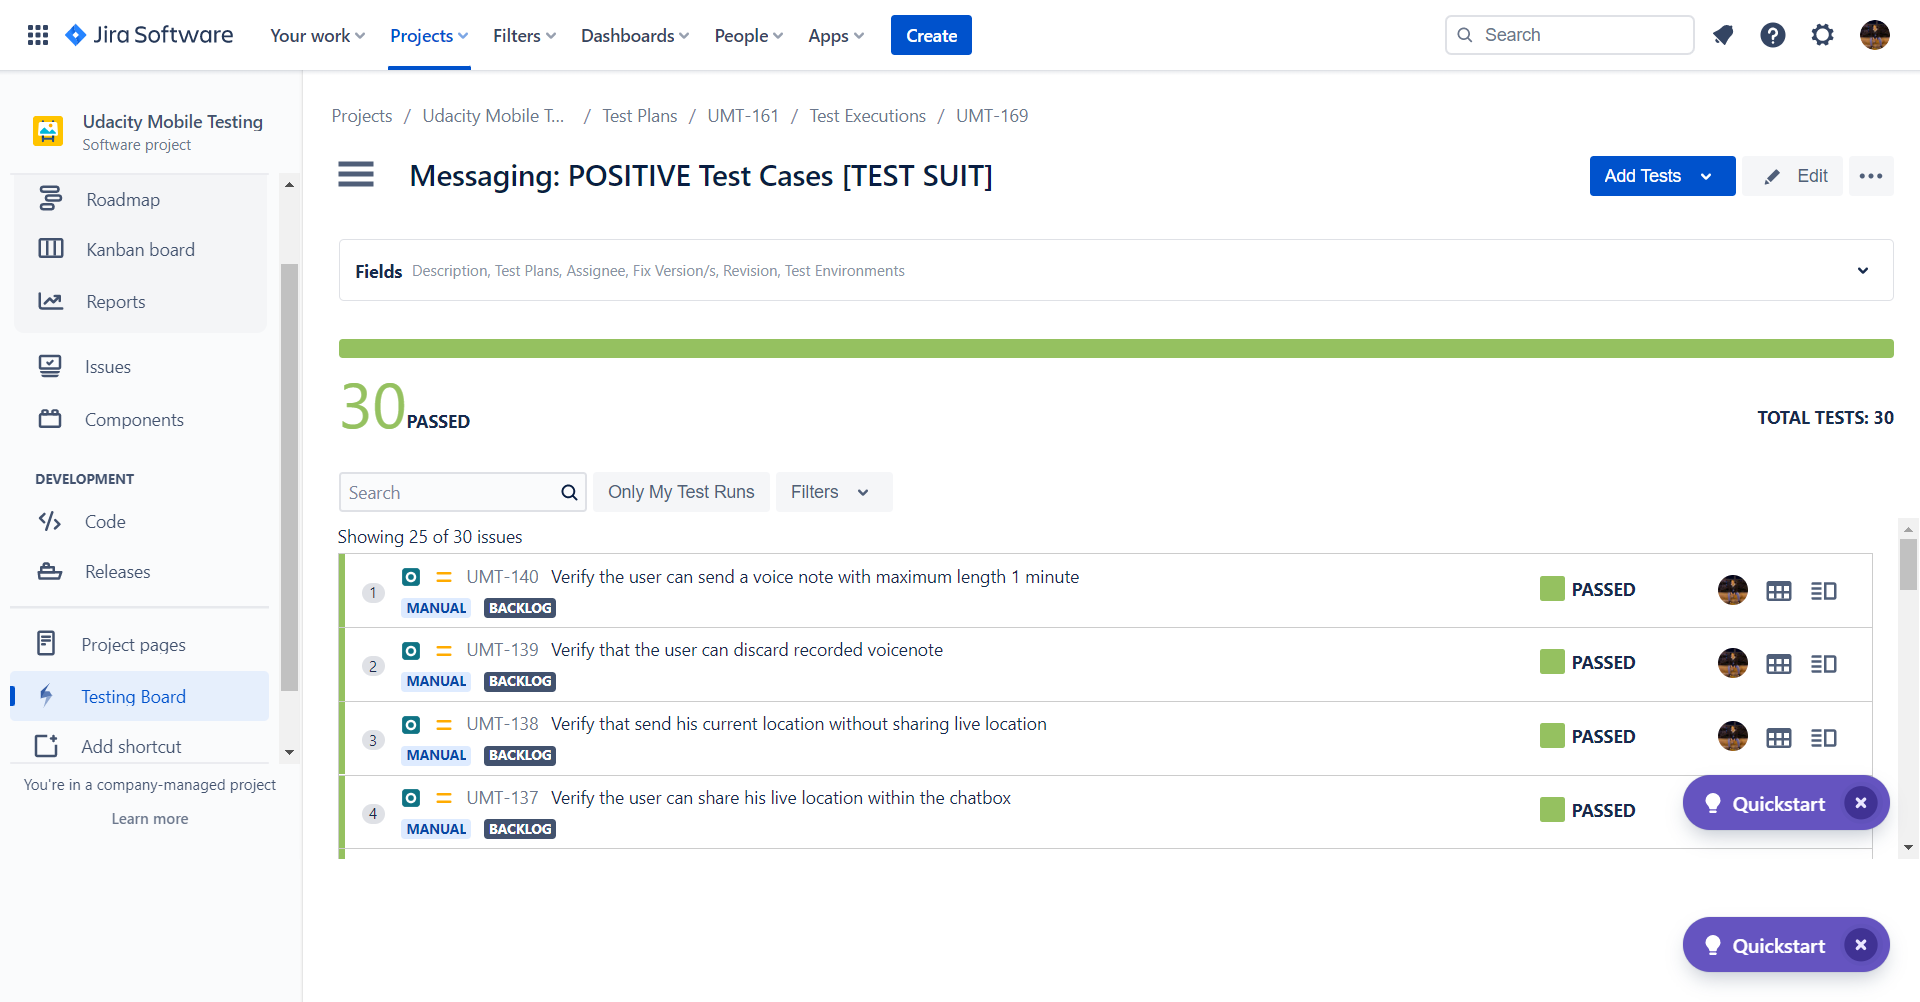 Jira Software
Your work
Projects
Filters
Dashboards
People
Apps
Create
Search
Udacity Mobile Testing
Software project
Roadmap
Kanban board
Reports
Issues
Components
DEVELOPMENT
Code
Releases
Project pages
Testing Board
Add shortcut
You're in a company-managed project
Learn more
Projects / Udacity Mobile T... / Test Plans / UMT-161 / Test Executions / UMT-169
Messaging: POSITIVE Test Cases [TEST SUIT]
Add Tests
Edit
Fields Description, Test Plans, Assignee, Fix Version/s, Revision, Test Environments
30 PASSED
TOTAL TESTS: 30
Search
Only My Test Runs
Filters
Showing 25 of 30 issues
1 UMT-140 Verify the user can send a voice note with maximum length 1 minute PASSED
MANUAL BACKLOG
2 UMT-139 Verify that the user can discard recorded voicenote PASSED
MANUAL BACKLOG
3 UMT-138 Verify that send his current location without sharing live location PASSED
MANUAL BACKLOG
4 UMT-137 Verify the user can share his live location within the chatbox PASSED
MANUAL BACKLOG
Quickstart
Quickstart